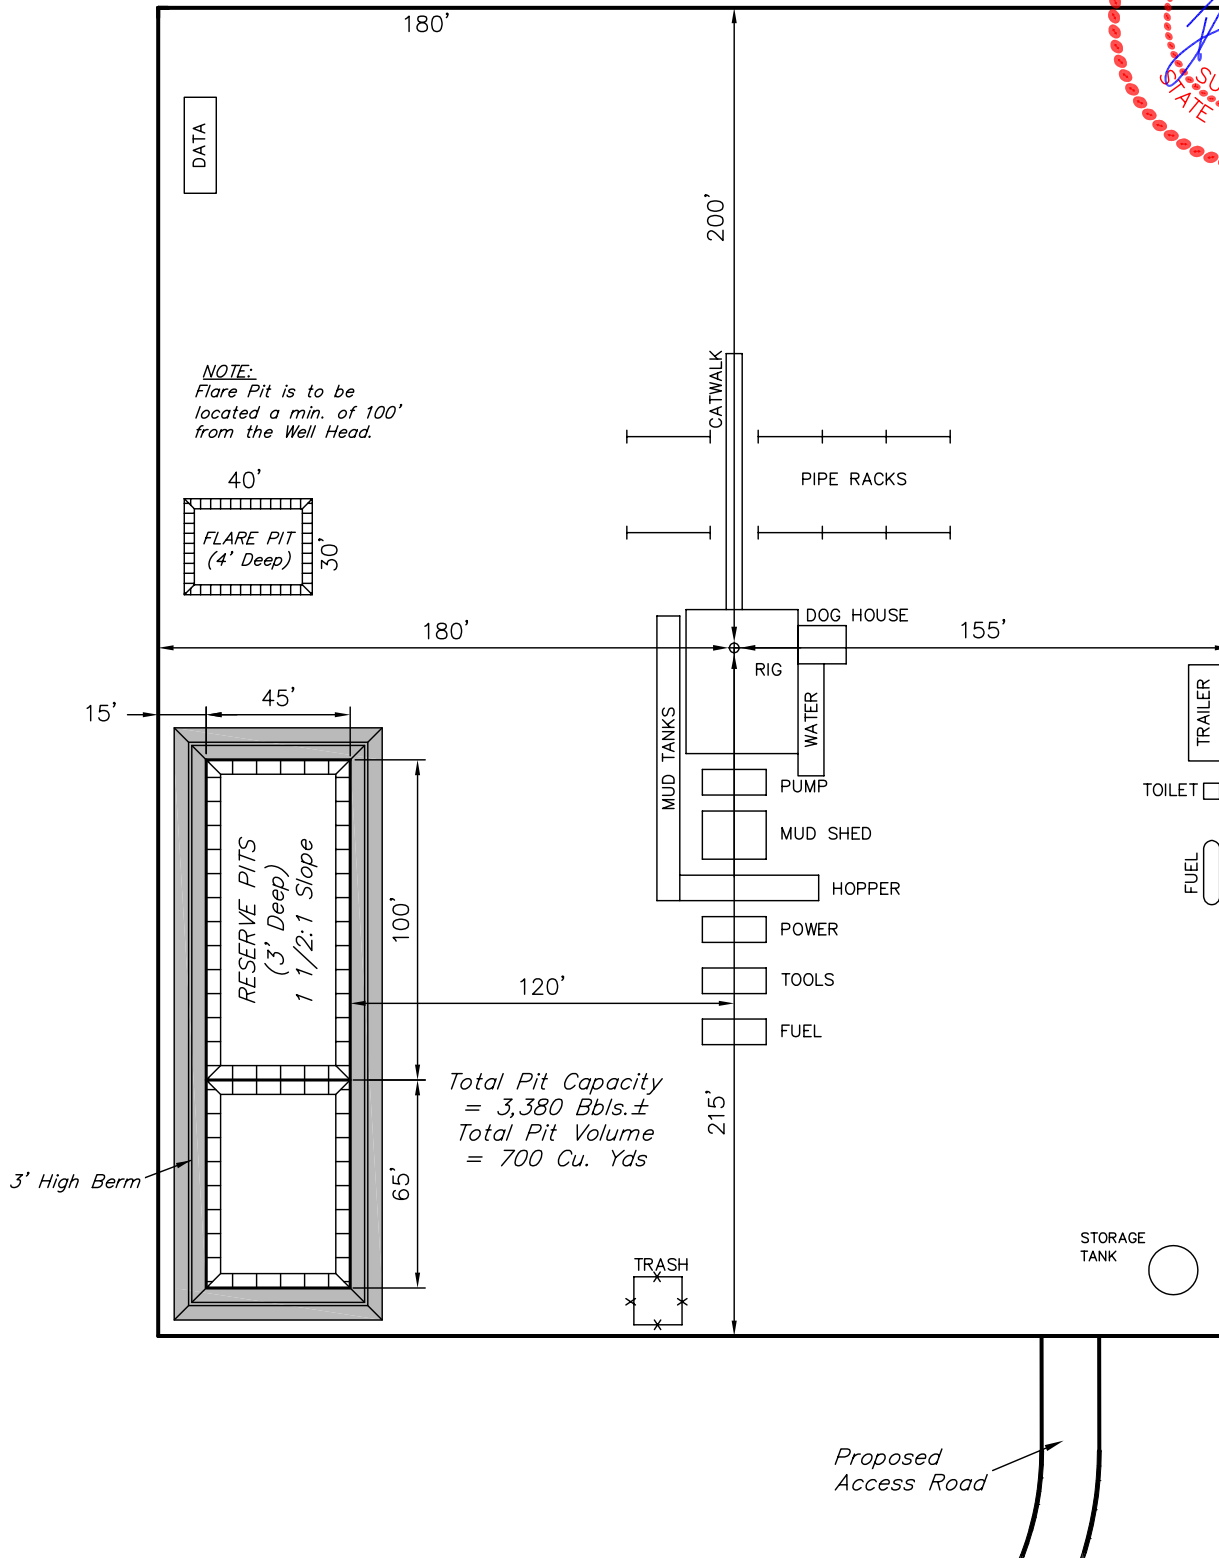 180'
SU
STATE
DATA
200'
CATWALK
NOTE:
Flare Pit is to be
located a min. of 100'
from the Well Head.
40'
PIPE RACKS
FLARE PIT
(4' Deep)
30'
DOG HOUSE
180'
155'
RIG
15'
45'
MUD TANKS
WATER
TRAILER
PUMP
TOILET
MUD SHED
RESERVE PITS
(3' Deep)
1 1/2:1 Slope
100'
HOPPER
FUEL
POWER
TOOLS
120'
FUEL
Total Pit Capacity
= 3,380 Bbls.±
Total Pit Volume
= 700 Cu. Yds
215'
3' High Berm
65'
STORAGE
TANK
TRASH
Proposed
Access Road